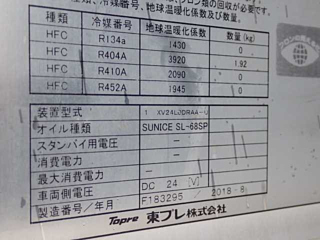 種類、冷媒番号、地球温暖化係数及び数量。
種類 冷媒番号 地球温暖化係数 数量(kg)
HFC R134a 1430 0
HFC R404A 3920 1.92
HFC R410A 2090 0
HFC R452A 1945 0
装置型式
オイル種類 SUNICE SL-68SP
スタンバイ用電圧 −
消費電力 −
最大消費電力 −
車両側電圧 DC 24 [V]
製造番号/年月 F183295 / 2018-8
Topre 東プレ株式会社